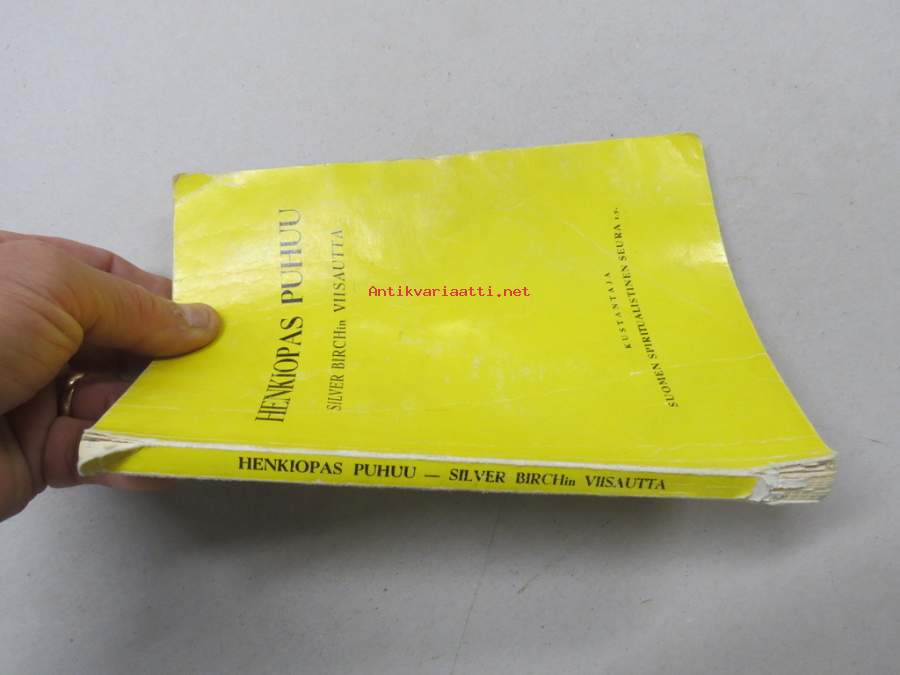 HENKIOPAS PUHUU
SILVER BIRCHin VIISAUTTA
Antikvariaatti.net
KUSTANTAJA
SUOMEN SPIRITUALISTINEN SEURA r.y.
HENKIOPAS PUHUU — SILVER BIRCHin VIISAUTTA